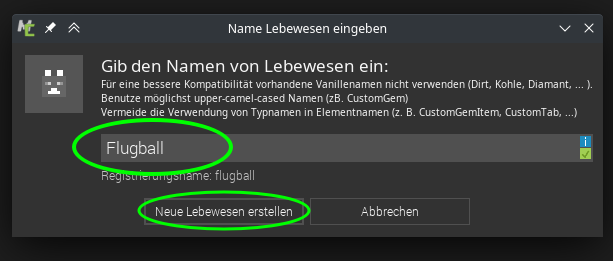 Name Lebewesen eingeben
Gib den Namen von Lebewesen ein:
Für eine bessere Kompatibilität vorhandene Vanillenamen nicht verwenden (Dirt, Kohle, Diamant, ... ).
Benutze möglichst upper-camel-cased Namen (zB. CustomGem)
Vermeide die Verwendung von Typnamen in Elementnamen (z. B. CustomGemItem, CustomTab, ...)
Flugball
Registrierungsname: flugball
Neue Lebewesen erstellen
Abbrechen